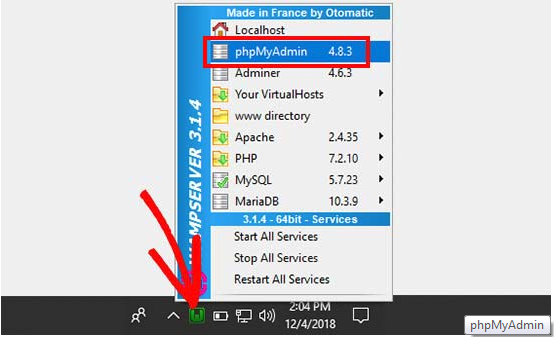 Made in France by Otomatic
Localhost
phpMyAdmin 4.8.3
Adminer 4.6.3
Your VirtualHosts
www directory
Apache 2.4.35
PHP 7.2.10
MySQL 5.7.23
MariaDB 10.3.9
3.1.4 - 64bit - Services
Start All Services
Stop All Services
Restart All Services
AMPSERVER 3.1.4
2:04 PM
12/4/2018
phpMyAdmin